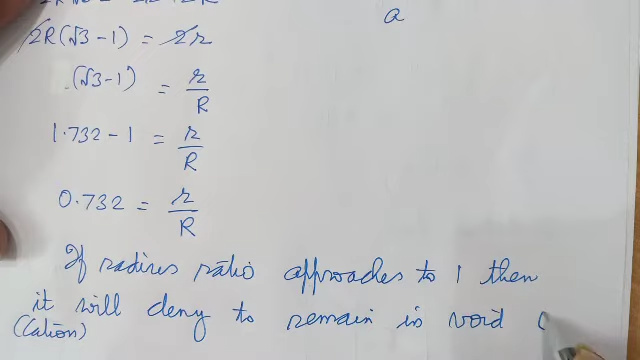 a
2R(√3-1) = 2r
(√3-1) = r/R
1.732-1 = r/R
0.732 = r/R
If radius ratio approaches to 1 then
it will deny to remain in void
(Cation)